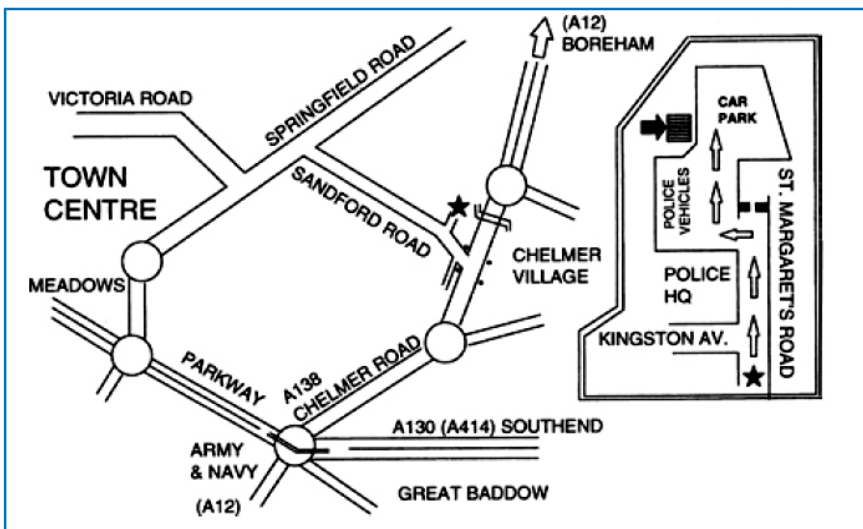 (A12)
BOREHAM
VICTORIA ROAD
SPRINGFIELD ROAD
TOWN
CENTRE
SANDFORD ROAD
MEADOWS
CHELMER
VILLAGE
PARKWAY
A138
CHELMER ROAD
ARMY
& NAVY
(A12)
A130 (A414) SOUTHEND
GREAT BADDOW
CAR
PARK
POLICE
VEHICLES
ST. MARGARET'S ROAD
POLICE
HQ
KINGSTON AV.